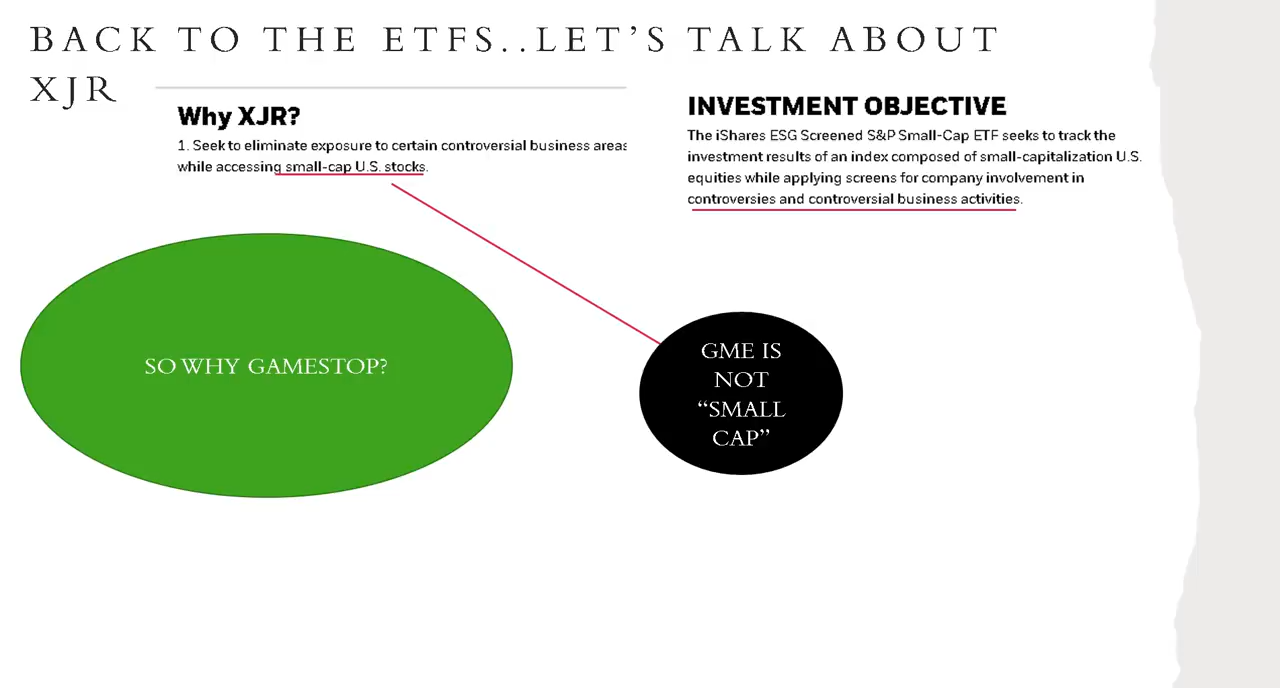 BACK TO THE ETFS..LET’S TALK ABOUT
XJR
Why XJR?
1. Seek to eliminate exposure to certain controversial business areas
while accessing small-cap U.S. stocks.
INVESTMENT OBJECTIVE
The iShares ESG Screened S&P Small-Cap ETF seeks to track the
investment results of an index composed of small-capitalization U.S.
equities while applying screens for company involvement in
controversies and controversial business activities.
SO WHY GAMESTOP?
GME IS
NOT
“SMALL
CAP”